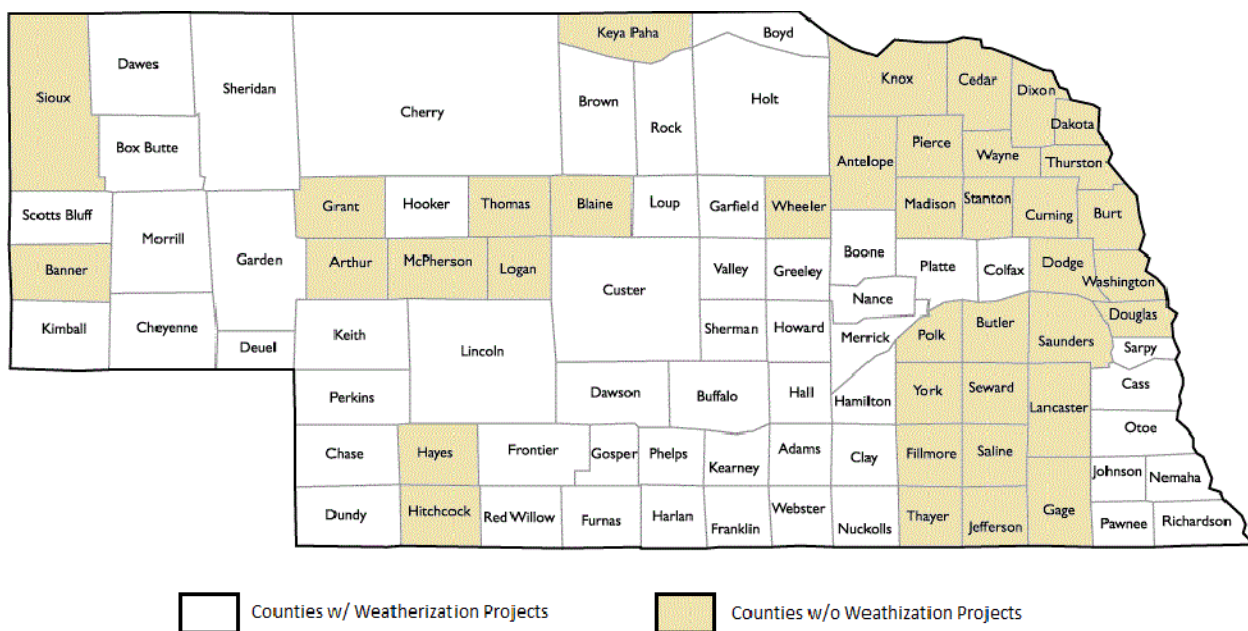 Keya Paha
Boyd
Dawes
Sioux
Sheridan
Cherry
Brown
Rock
Holt
Knox
Cedar
Dixon
Dakota
Box Butte
Antelope
Pierce
Wayne
Thurston
Scotts Bluff
Grant
Hooker
Thomas
Blaine
Loup
Garfield
Wheeler
Madison
Stanton
Cuming
Burt
Morrill
Garden
Banner
Arthur
McPherson
Logan
Custer
Valley
Greeley
Boone
Platte
Colfax
Dodge
Washington
Nance
Douglas
Kimball
Cheyenne
Deuel
Keith
Lincoln
Sherman
Howard
Merrick
Polk
Butler
Saunders
Sarpy
Perkins
Dawson
Buffalo
Hall
Hamilton
York
Seward
Lancaster
Cass
Otoe
Chase
Hayes
Frontier
Gosper
Phelps
Kearney
Adams
Clay
Fillmore
Saline
Johnson
Nemaha
Dundy
Hitchcock
Red Willow
Furnas
Harlan
Franklin
Webster
Nuckolls
Thayer
Jefferson
Gage
Pawnee
Richardson
Counties w/ Weatherization Projects
Counties w/o Weathization Projects